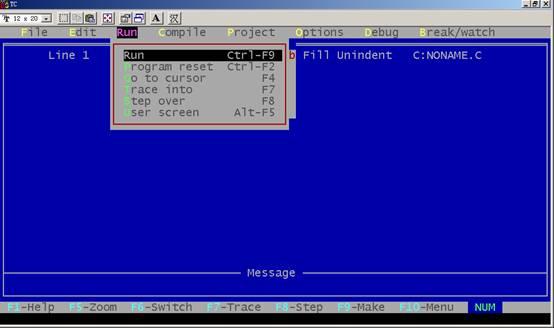 TC
12 x 20 A 汉
File Edit Run Compile Project Options Debug Break/watch
Line 1 b Fill Unindent C:NONAME.C
Run Ctrl-F9
Program reset Ctrl-F2
Go to cursor F4
Trace into F7
Step over F8
User screen Alt-F5
Message
F1-Help F5-Zoom F6-Switch F7-Trace F8-Step F9-Make F10-Menu NUM